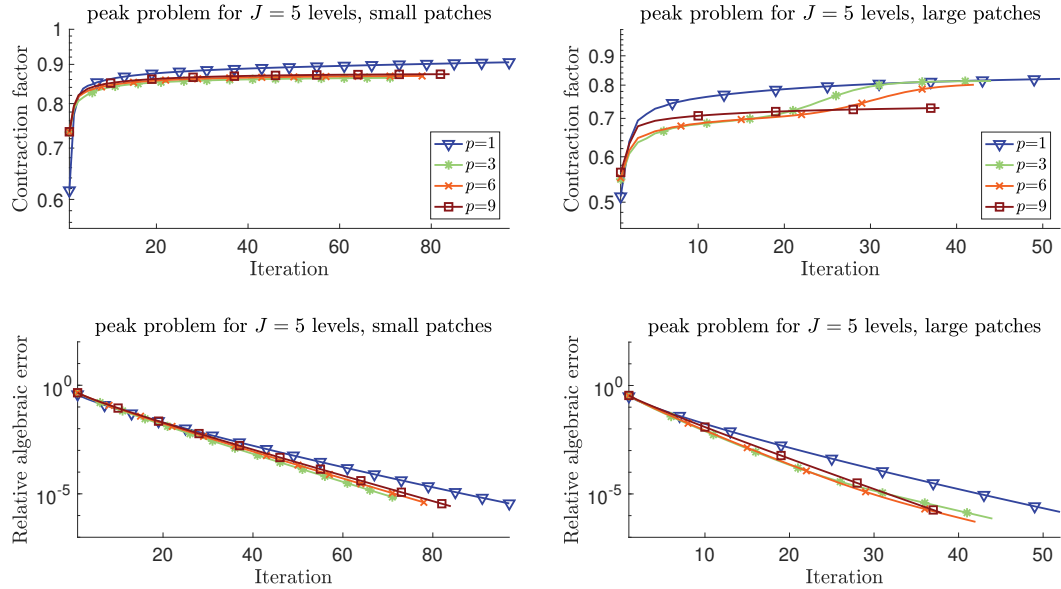 peak problem for J = 5 levels, small patches
Contraction factor
1
0.9
0.8
0.7
0.6
20 40 60 80
Iteration
p=1
p=3
p=6
p=9
peak problem for J = 5 levels, large patches
Contraction factor
0.9
0.8
0.7
0.6
0.5
10 20 30 40 50
Iteration
p=1
p=3
p=6
p=9
peak problem for J = 5 levels, small patches
Relative algebraic error
10^0
10^-5
20 40 60 80
Iteration
peak problem for J = 5 levels, large patches
Relative algebraic error
10^0
10^-5
10 20 30 40 50
Iteration